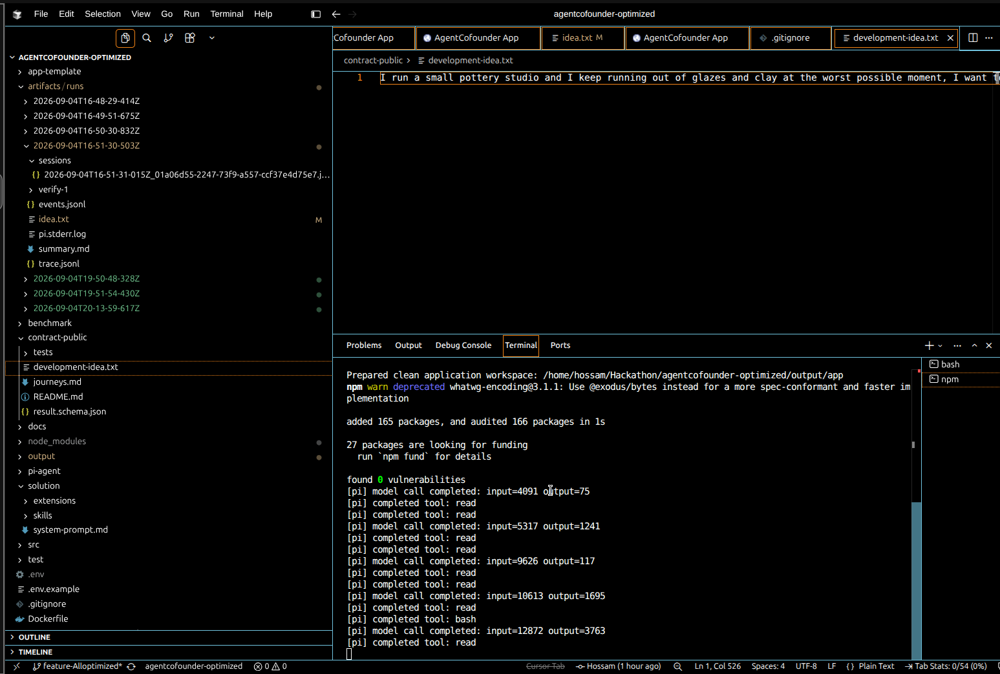 File Edit Selection View Go Run Terminal Help
agentcofounder-optimized
Cofounder App
AgentCofounder App
idea.txt M
AgentCofounder App
.gitignore
development-idea.txt
contract-public > development-idea.txt
1 I run a small pottery studio and I keep running out of glazes and clay at the worst possible moment, I want
AGENTCOFOUNDER-OPTIMIZED
app-template
artifacts/runs
2026-09-04T16-48-29-414Z
2026-09-04T16-49-51-675Z
2026-09-04T16-50-30-832Z
2026-09-04T16-51-30-503Z
sessions
2026-09-04T16-51-31-015Z_01a06d55-2247-73f9-a557-ccf37e4d75e7.j...
verify-1
events.jsonl
idea.txt M
pi.stderr.log
summary.md
trace.jsonl
2026-09-04T19-50-48-328Z
2026-09-04T19-51-54-430Z
2026-09-04T20-13-59-617Z
benchmark
contract-public
tests
development-idea.txt
journeys.md
README.md
result.schema.json
docs
node_modules
output
pi-agent
solution
extensions
skills
system-prompt.md
src
test
.env
.env.example
.gitignore
Dockerfile
OUTLINE
TIMELINE
Problems Output Debug Console Terminal Ports
bash
npm
Prepared clean application workspace: /home/hossam/Hackathon/agentcofounder-optimized/output/app
npm warn deprecated whatwg-encoding@3.1.1: Use @exodus/bytes instead for a more spec-conformant and faster im
plementation
added 165 packages, and audited 166 packages in 1s
27 packages are looking for funding
run `npm fund` for details
found 0 vulnerabilities
[pi] model call completed: input=4091 output=75
[pi] completed tool: read
[pi] completed tool: read
[pi] model call completed: input=5317 output=1241
[pi] completed tool: read
[pi] completed tool: read
[pi] model call completed: input=9626 output=117
[pi] completed tool: read
[pi] completed tool: read
[pi] model call completed: input=10613 output=1695
[pi] completed tool: read
[pi] completed tool: bash
[pi] model call completed: input=12872 output=3763
[pi] completed tool: read
feature-Alloptimized* agentcofounder-optimized 0 0 Cursor Tab Hossam (1 hour ago) Ln 1, Col 526 Spaces: 4 UTF-8 LF {} Plain Text Tab Stats: 0/54 (0%)